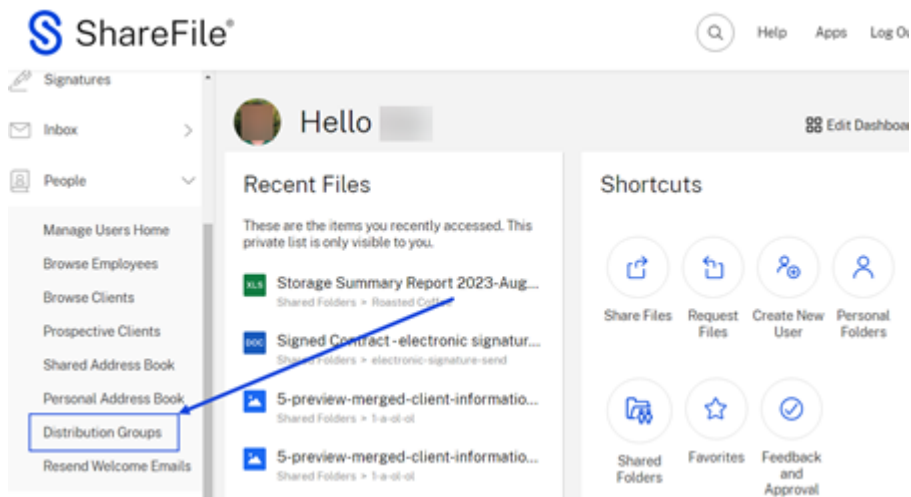 ShareFile®
Help Apps Log Ou
Signatures
Inbox
People
Manage Users Home
Browse Employees
Browse Clients
Prospective Clients
Shared Address Book
Personal Address Book
Distribution Groups
Resend Welcome Emails
Hello
Edit Dashboar
Recent Files
These are the items you recently accessed. This
private list is only visible to you.
XLS
Storage Summary Report 2023-Aug...
Shared Folders > Roasted Coffee
DOC
Signed Contract - electronic signatur...
Shared Folders > electronic-signature-send
5-preview-merged-client-informatio...
Shared Folders > 1-a-ol-ol
5-preview-merged-client-informatio...
Shared Folders > 1-a-ol-ol
Shortcuts
Share Files
Request
Files
Create New
User
Personal
Folders
Shared
Folders
Favorites
Feedback
and
Approval